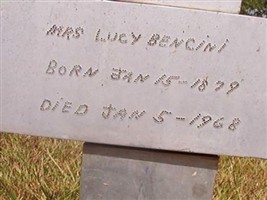 MRS LUCY BENCINI
BORN JAN 15-1879
DIED JAN 5-1968